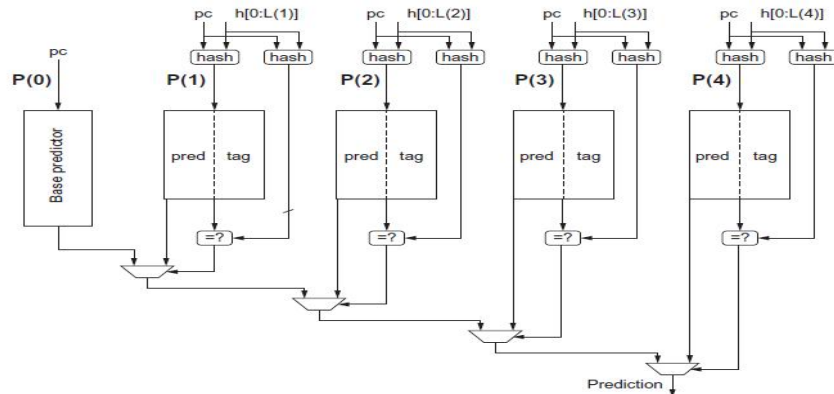 pc h[0:L(1)] pc h[0:L(2)] pc h[0:L(3)] pc h[0:L(4)]
pc hash hash hash hash hash hash hash hash
P(0) P(1) P(2) P(3) P(4)
Base predictor
pred tag pred tag pred tag pred tag
=? =? =? =?
Prediction